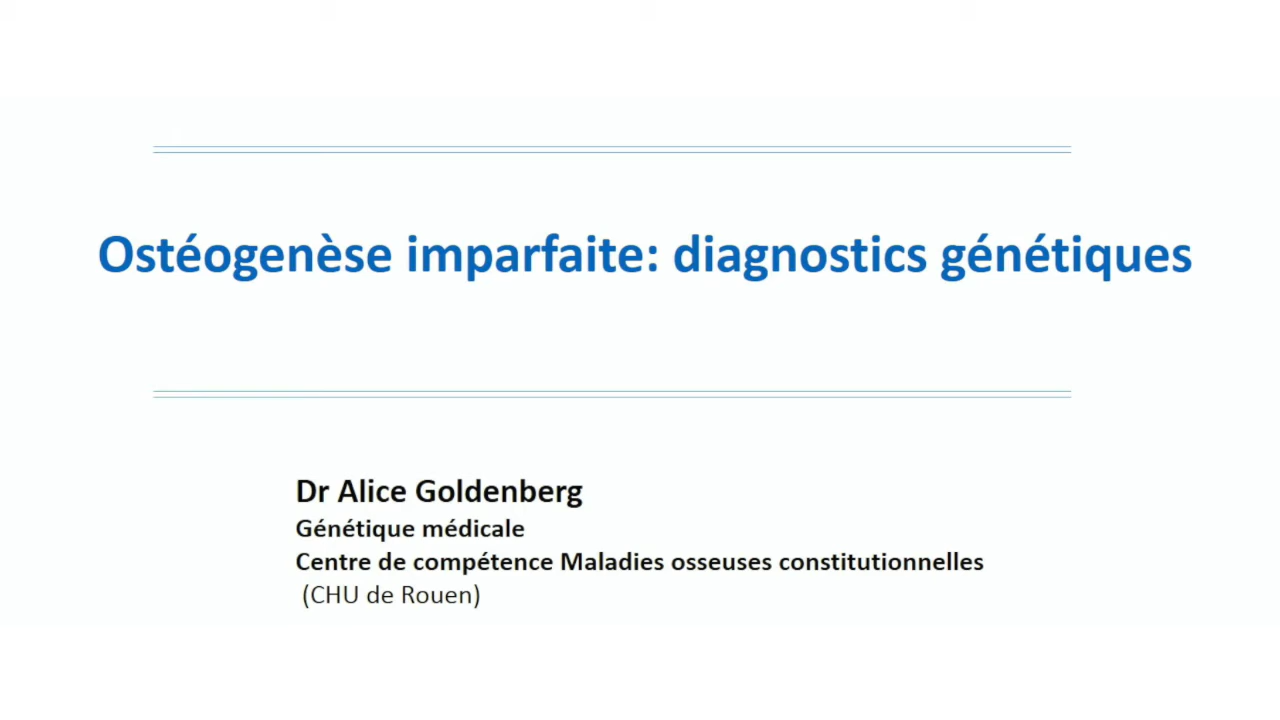 Ostéogenèse imparfaite: diagnostics génétiques
Dr Alice Goldenberg
Génétique médicale
Centre de compétence Maladies osseuses constitutionnelles
(CHU de Rouen)